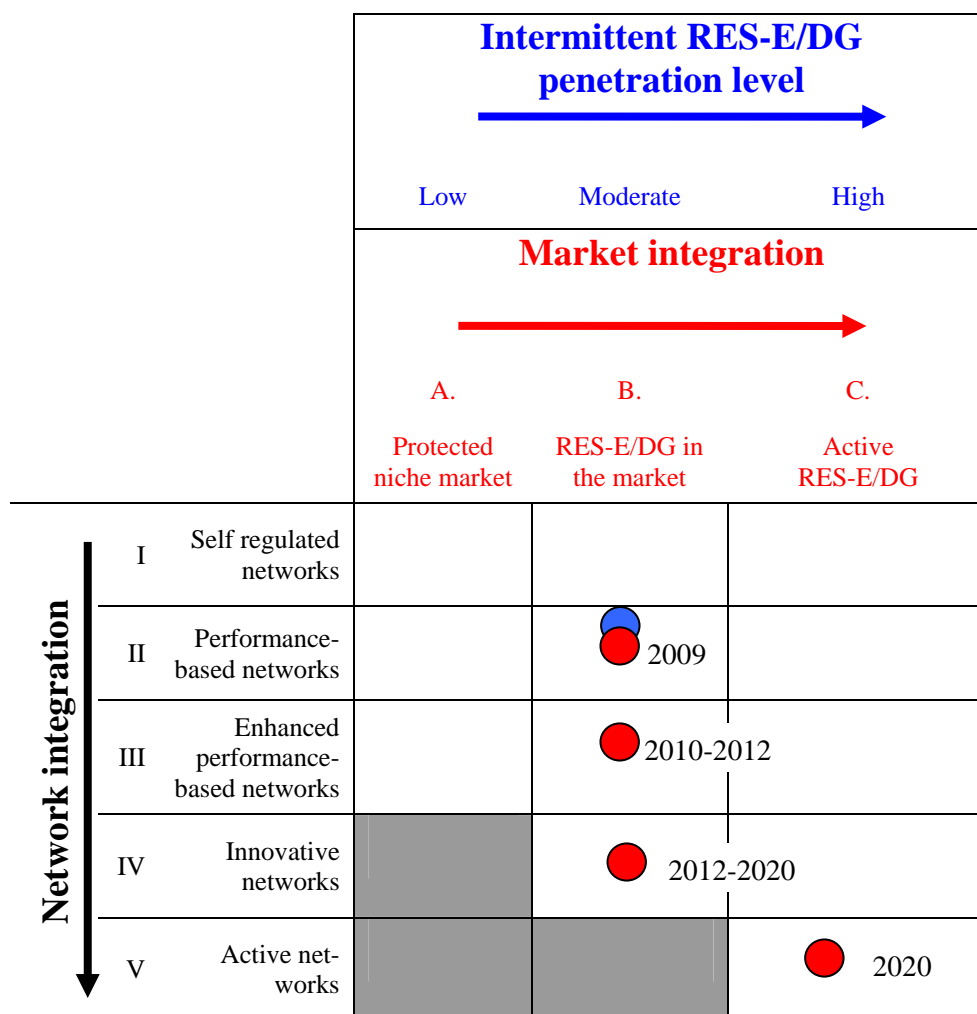 Intermittent RES-E/DG
penetration level
Low Moderate High
Market integration
A. B. C.
Protected
niche market
RES-E/DG in
the market
Active
RES-E/DG
Network integration
I
Self regulated
networks
II
Performance-
based networks
2009
III
Enhanced
performance-
based networks
2010-2012
IV
Innovative
networks
2012-2020
V
Active net-
works
2020